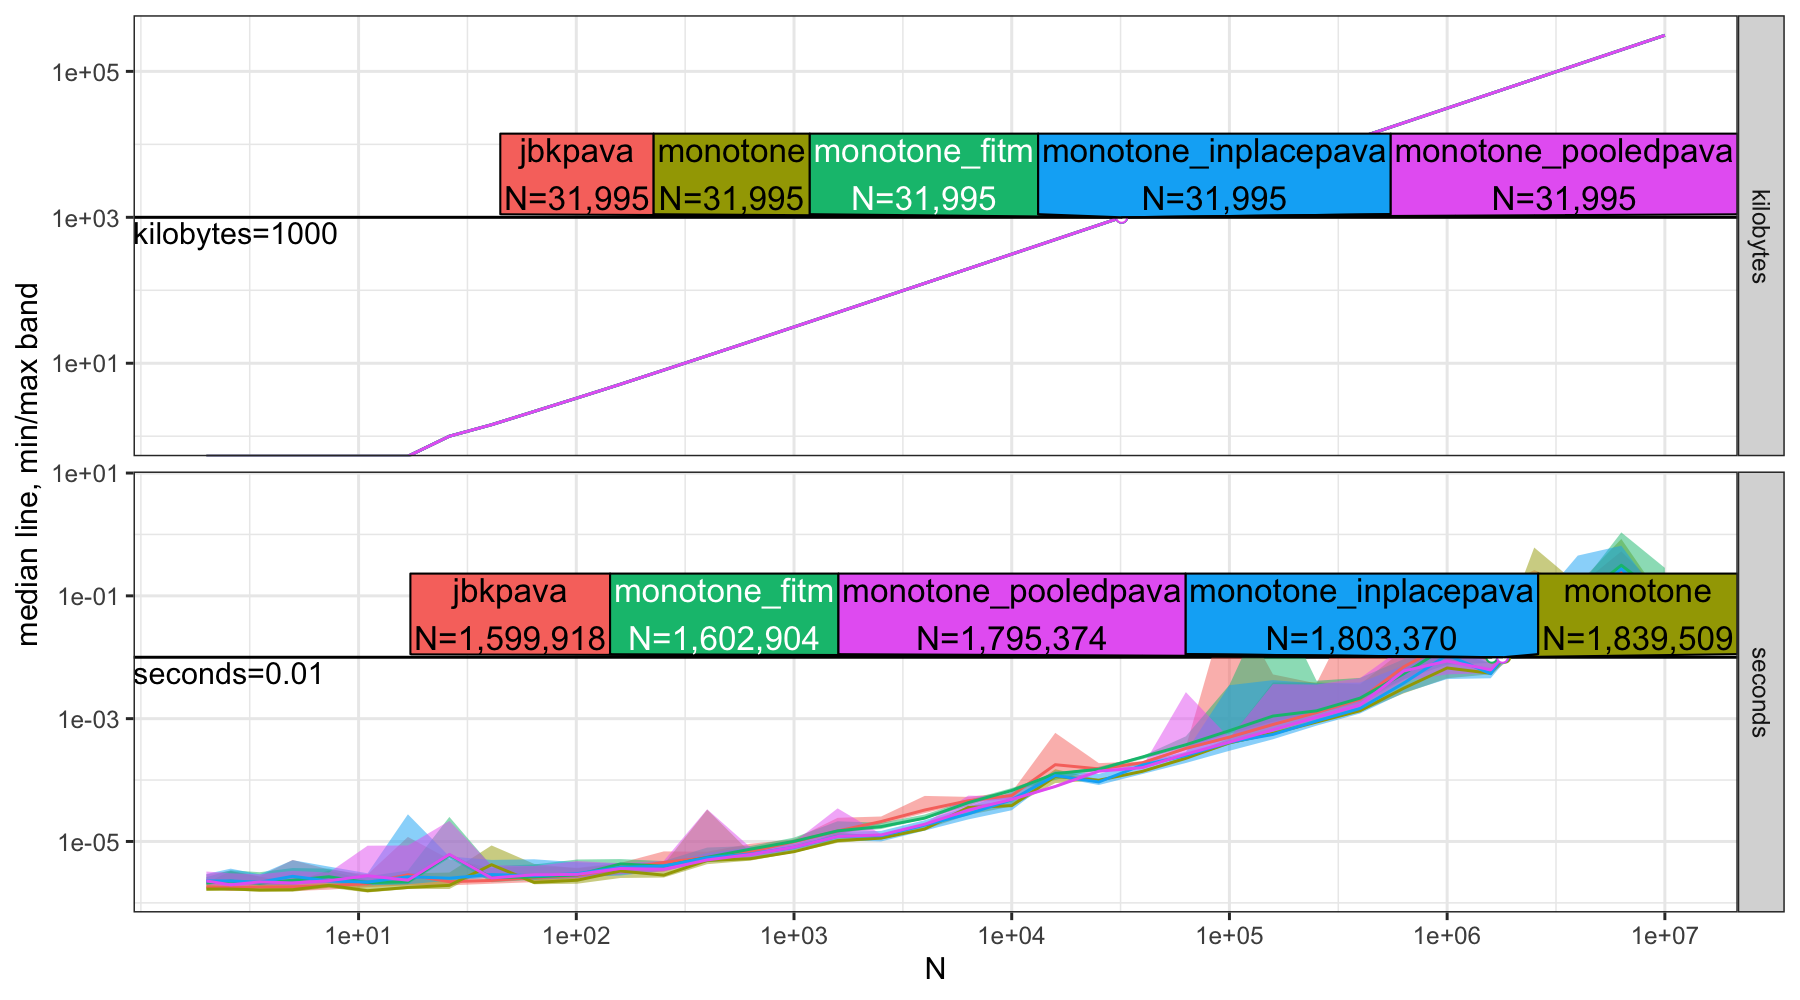 median line, min/max band
1e+05
1e+03
1e+01
jbkpava
N=31,995
monotone
N=31,995
monotone_fitm
N=31,995
monotone_inplacepava
N=31,995
monotone_pooledpava
N=31,995
kilobytes=1000
kilobytes
1e+01
1e-01
1e-03
1e-05
jbkpava
N=1,599,918
monotone_fitm
N=1,602,904
monotone_pooledpava
N=1,795,374
monotone_inplacepava
N=1,803,370
monotone
N=1,839,509
seconds=0.01
seconds
1e+01
1e+02
1e+03
1e+04
1e+05
1e+06
1e+07
N